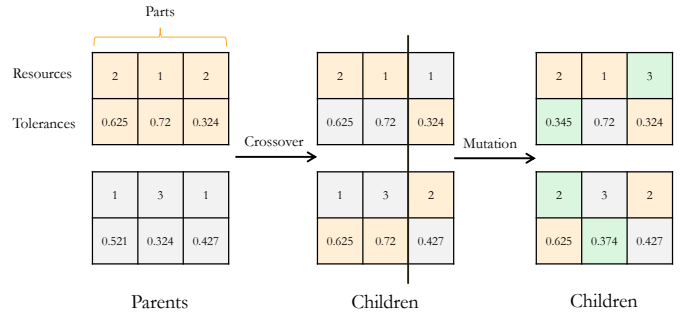 Parts
Resources 2 1 2 2 1 1 2 1 3
Tolerances 0.625 0.72 0.324 0.625 0.72 0.324 0.345 0.72 0.324
Crossover Mutation
1 3 1 1 3 2 2 3 2
0.521 0.324 0.427 0.625 0.72 0.427 0.625 0.374 0.427
Parents Children Children